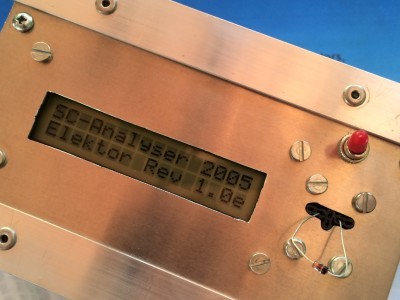 SC-Analyser 2005
Elektor Rev 1.0e